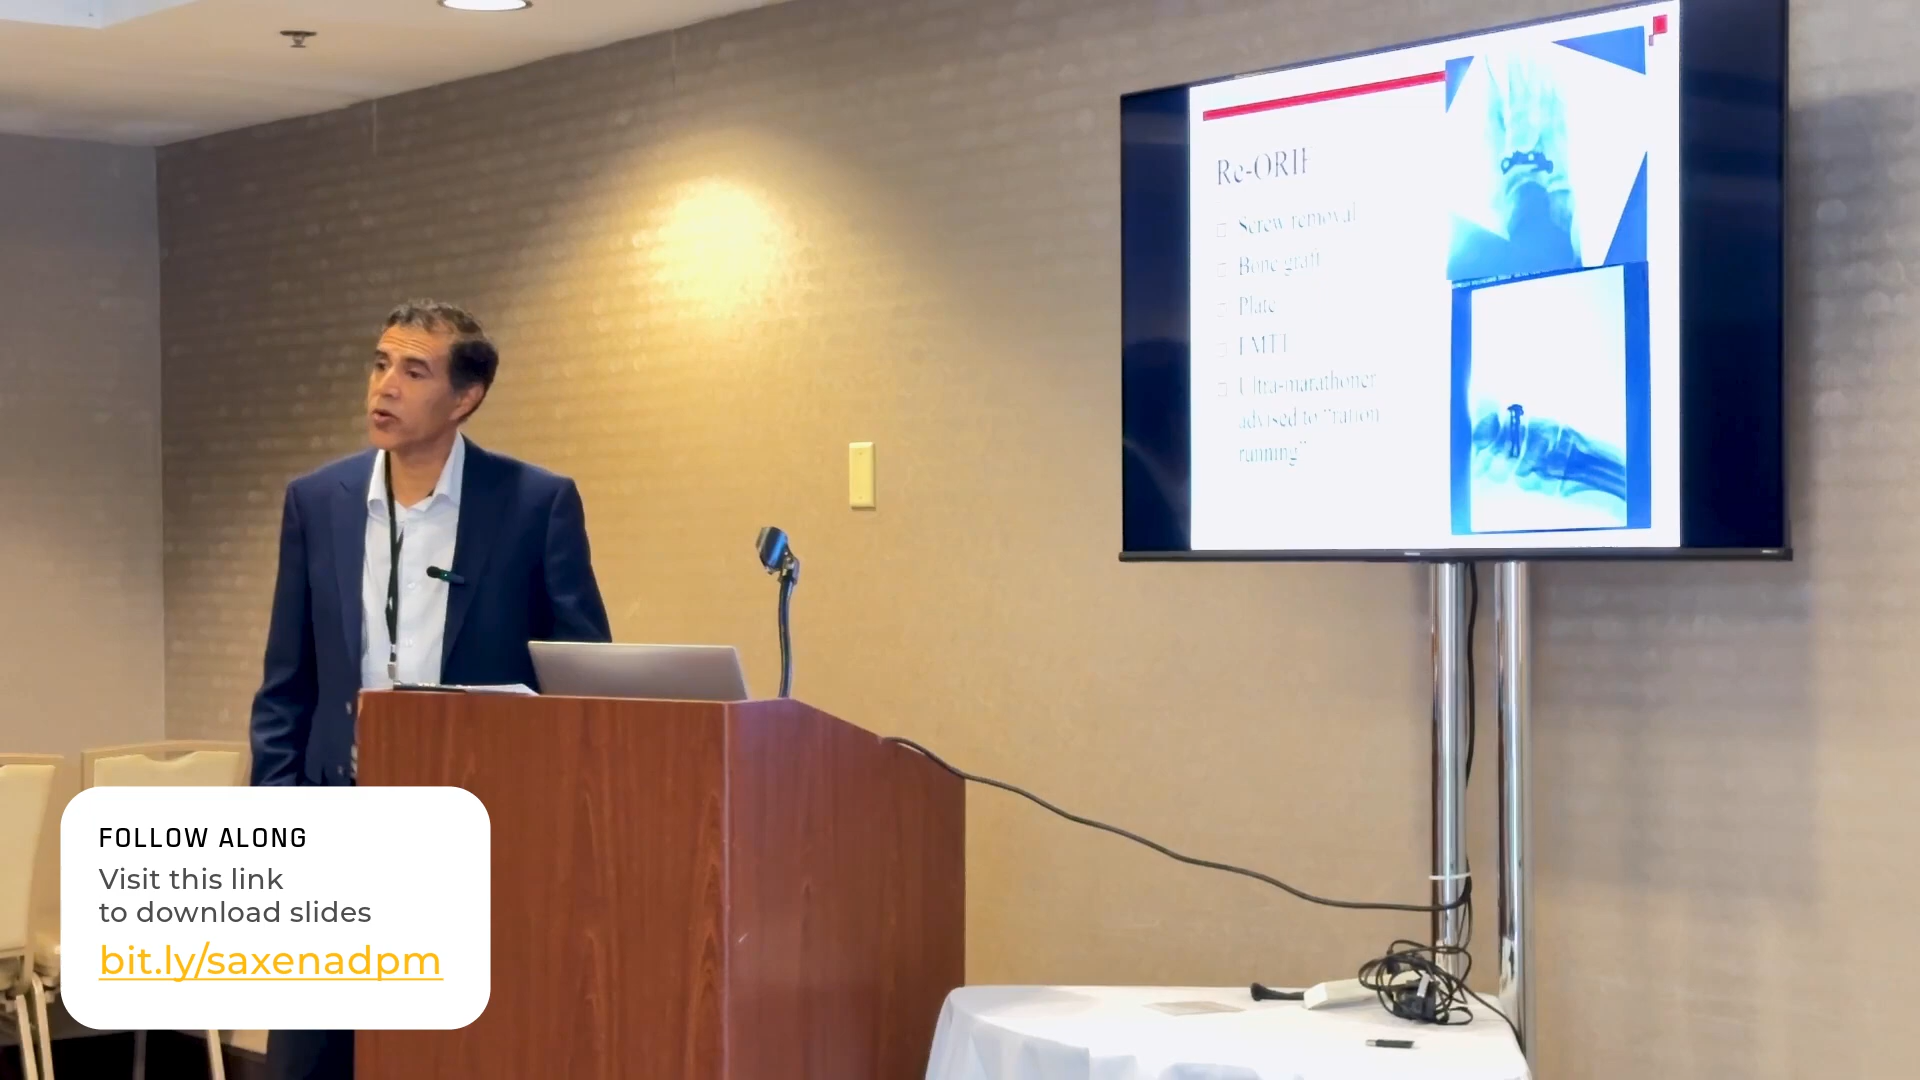 Re-ORIF
Screw removal
Bone graft
Plate
Ultra-marathoner
advised to "ration
running"
FOLLOW ALONG
Visit this link
to download slides
bit.ly/saxenadpm